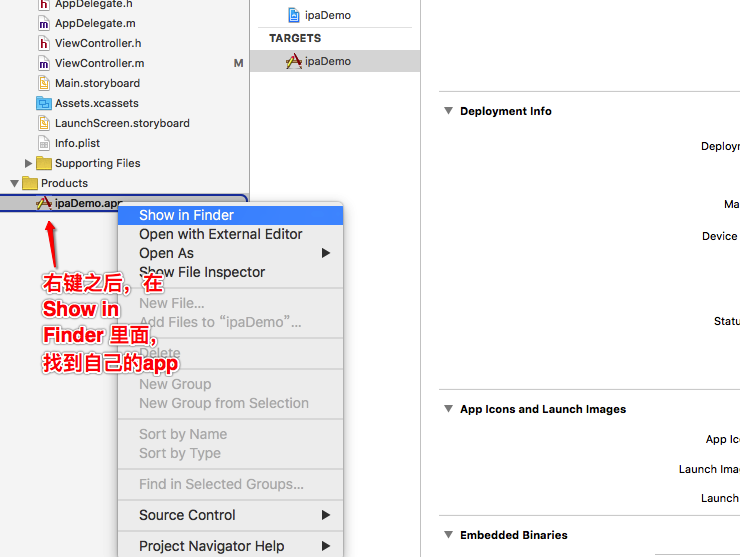 AppDelegate.h
AppDelegate.m
ViewController.h
ViewController.m M
Main.storyboard
Assets.xcassets
LaunchScreen.storyboard
Info.plist
Supporting Files
Products
ipaDemo.app
右键之后，在
Show in
Finder 里面，
找到自己的app
Show in Finder
Open with External Editor
Open As
Show File Inspector
New File...
Add Files to “ipaDemo”...
Delete
New Group
New Group from Selection
Sort by Name
Sort by Type
Find in Selected Groups...
Source Control
Project Navigator Help
ipaDemo
TARGETS
ipaDemo
Deployment Info
Deploym
Ma
Device
Statu
App Icons and Launch Images
App Ico
Launch Imag
Launch
Embedded Binaries